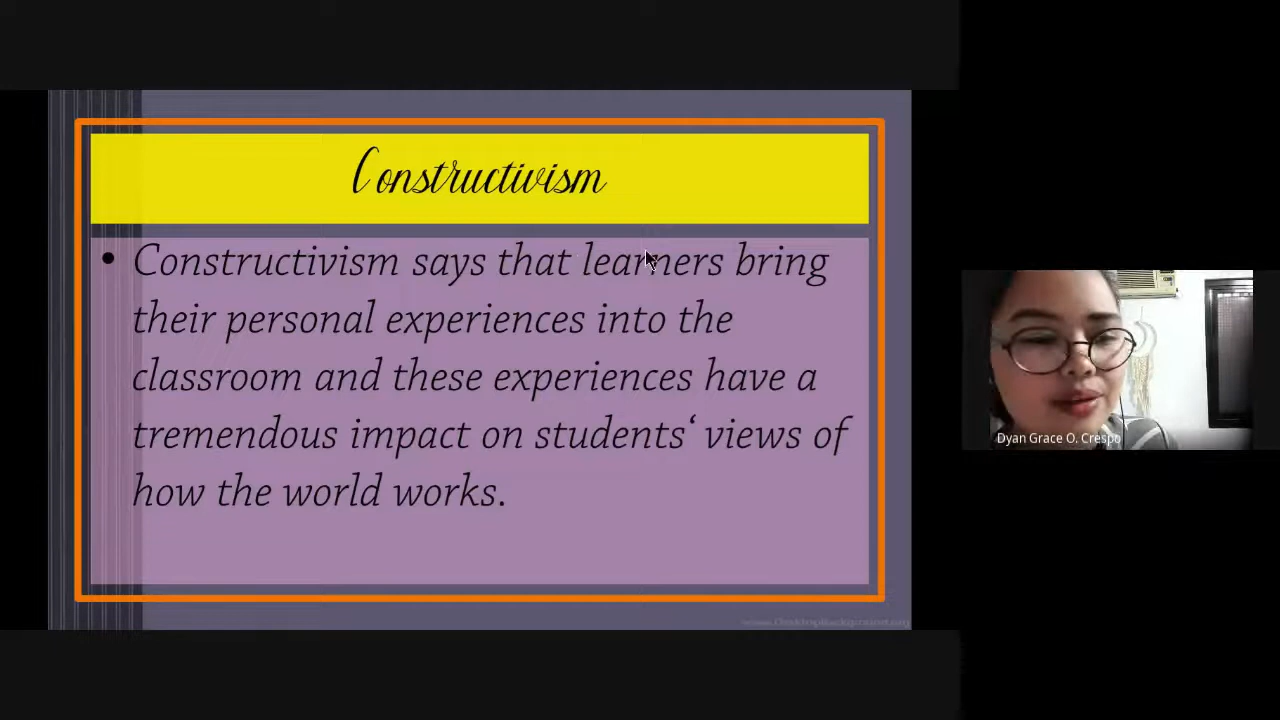 Constructivism
• Constructivism says that learners bring
their personal experiences into the
classroom and these experiences have a
tremendous impact on students‘ views of
how the world works.
Dyan Grace O. Crespo